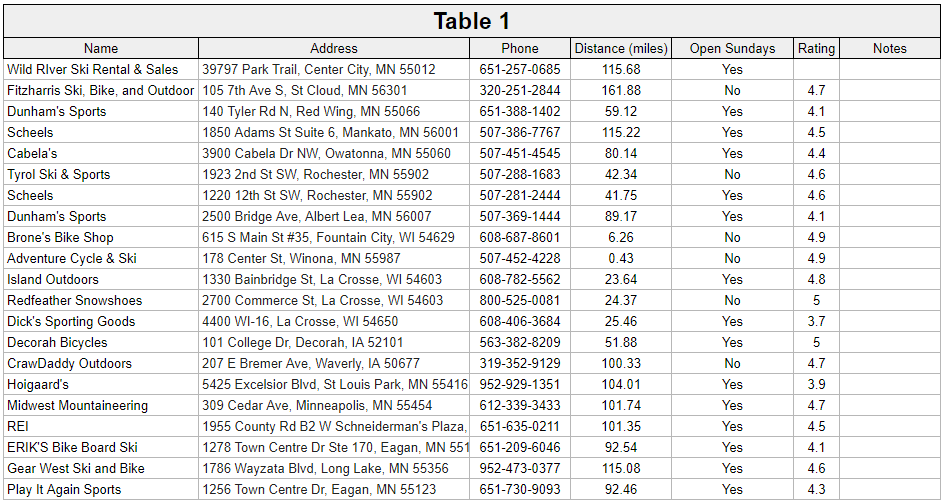 Table 1
Name Address Phone Distance (miles) Open Sundays Rating Notes
Wild RIver Ski Rental & Sales 39797 Park Trail, Center City, MN 55012 651-257-0685 115.68 Yes
Fitzharris Ski, Bike, and Outdoor 105 7th Ave S, St Cloud, MN 56301 320-251-2844 161.88 No 4.7
Dunham's Sports 140 Tyler Rd N, Red Wing, MN 55066 651-388-1402 59.12 Yes 4.1
Scheels 1850 Adams St Suite 6, Mankato, MN 56001 507-386-7767 115.22 Yes 4.5
Cabela's 3900 Cabela Dr NW, Owatonna, MN 55060 507-451-4545 80.14 Yes 4.4
Tyrol Ski & Sports 1923 2nd St SW, Rochester, MN 55902 507-288-1683 42.34 No 4.6
Scheels 1220 12th St SW, Rochester, MN 55902 507-281-2444 41.75 Yes 4.6
Dunham's Sports 2500 Bridge Ave, Albert Lea, MN 56007 507-369-1444 89.17 Yes 4.1
Brone's Bike Shop 615 S Main St #35, Fountain City, WI 54629 608-687-8601 6.26 No 4.9
Adventure Cycle & Ski 178 Center St, Winona, MN 55987 507-452-4228 0.43 No 4.9
Island Outdoors 1330 Bainbridge St, La Crosse, WI 54603 608-782-5562 23.64 Yes 4.8
Redfeather Snowshoes 2700 Commerce St, La Crosse, WI 54603 800-525-0081 24.37 No 5
Dick's Sporting Goods 4400 WI-16, La Crosse, WI 54650 608-406-3684 25.46 Yes 3.7
Decorah Bicycles 101 College Dr, Decorah, IA 52101 563-382-8209 51.88 Yes 5
CrawDaddy Outdoors 207 E Bremer Ave, Waverly, IA 50677 319-352-9129 100.33 No 4.7
Hoigaard's 5425 Excelsior Blvd, St Louis Park, MN 55416 952-929-1351 104.01 Yes 3.9
Midwest Mountaineering 309 Cedar Ave, Minneapolis, MN 55454 612-339-3433 101.74 Yes 4.7
REI 1955 County Rd B2 W Schneiderman's Plaza, 651-635-0211 101.35 Yes 4.5
ERIK'S Bike Board Ski 1278 Town Centre Dr Ste 170, Eagan, MN 551 651-209-6046 92.54 Yes 4.1
Gear West Ski and Bike 1786 Wayzata Blvd, Long Lake, MN 55356 952-473-0377 115.08 Yes 4.6
Play It Again Sports 1256 Town Centre Dr, Eagan, MN 55123 651-730-9093 92.46 Yes 4.3